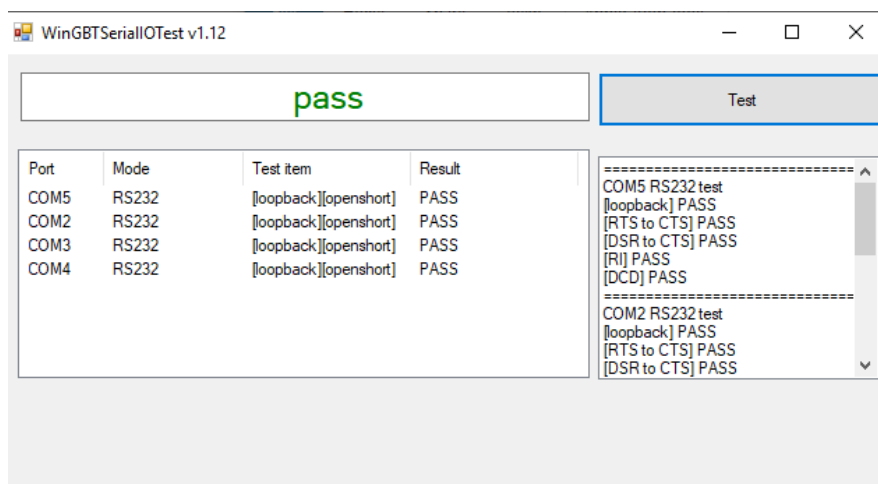 WinGBTSerialIOTest v1.12
pass
Test
Port Mode Test item Result
COM5 RS232 [loopback][openshort] PASS
COM2 RS232 [loopback][openshort] PASS
COM3 RS232 [loopback][openshort] PASS
COM4 RS232 [loopback][openshort] PASS
==============================
COM5 RS232 test
[loopback] PASS
[RTS to CTS] PASS
[DSR to CTS] PASS
[RI] PASS
[DCD] PASS
==============================
COM2 RS232 test
[loopback] PASS
[RTS to CTS] PASS
[DSR to CTS] PASS